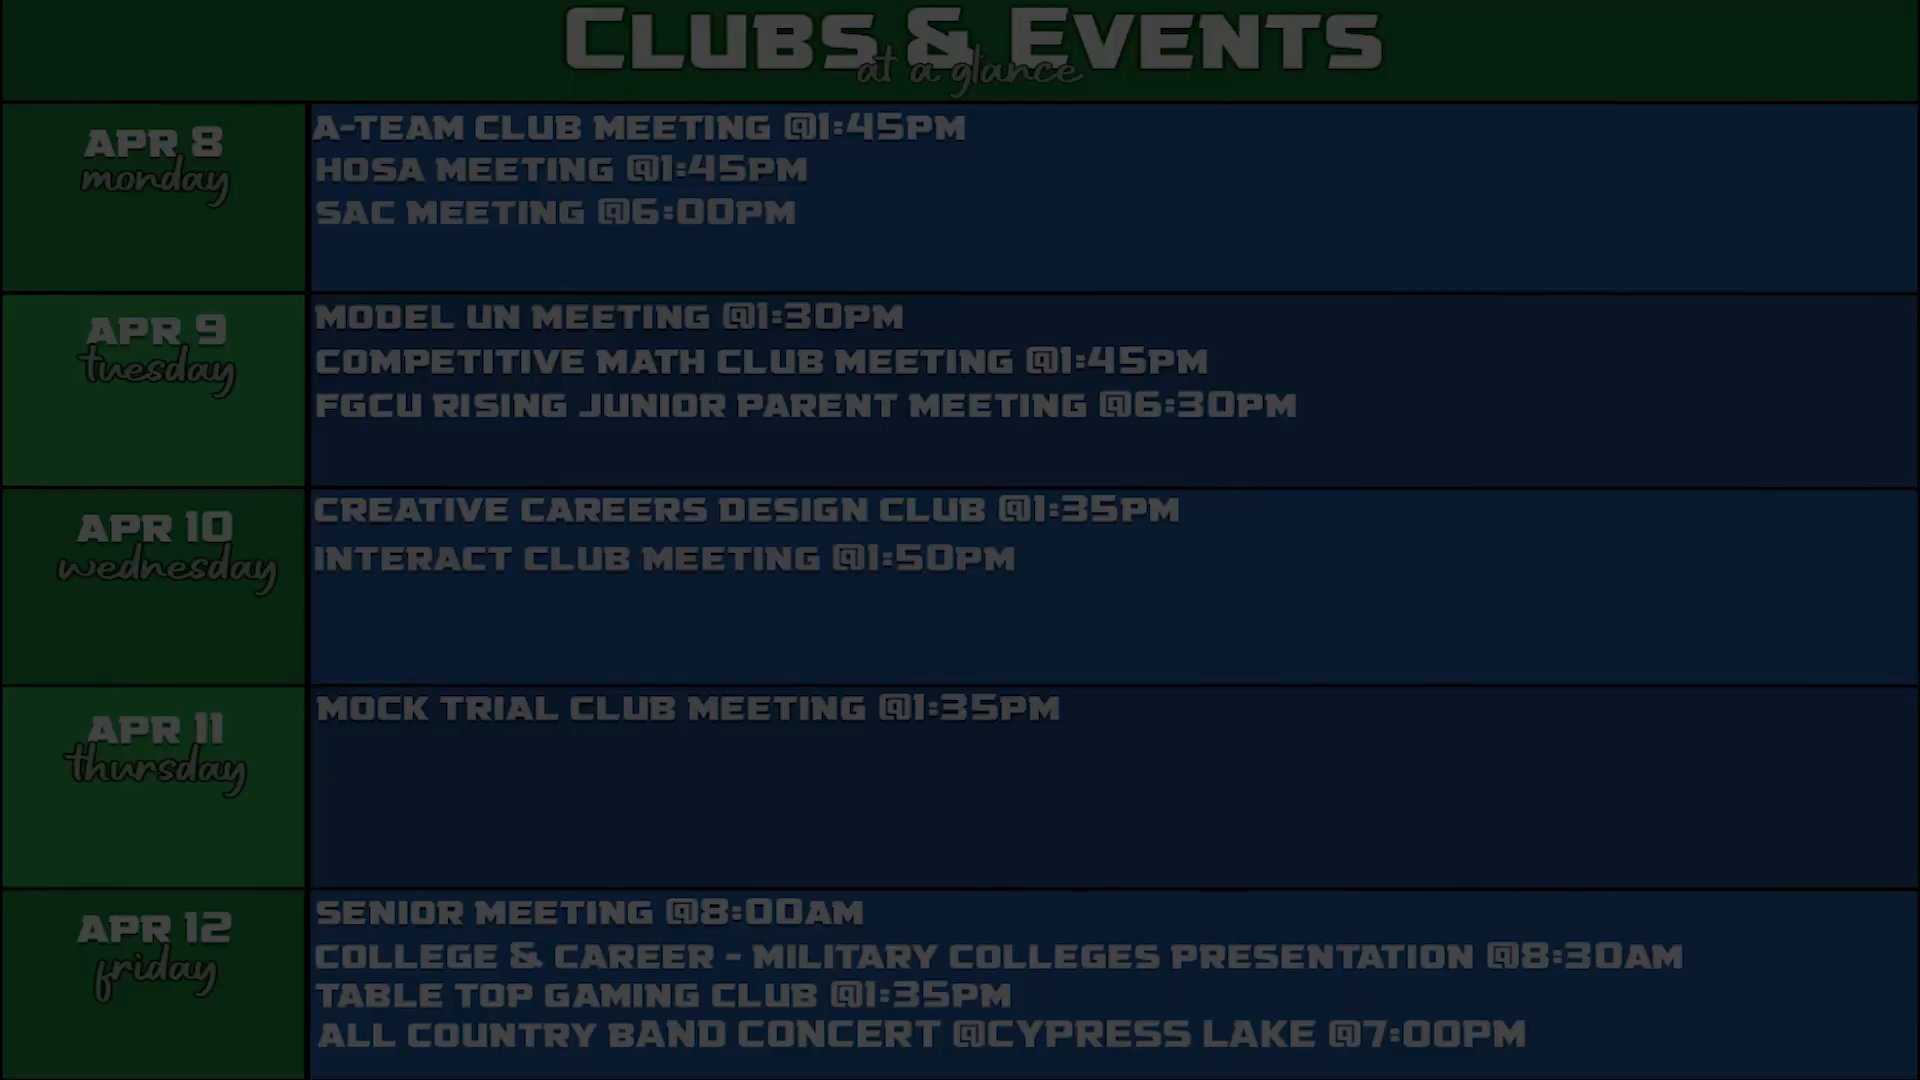 CLUBS & EVENTS
at a glance
APR 8
monday
A-TEAM CLUB MEETING @1:45PM
HOSA MEETING @1:45PM
SAC MEETING @6:00PM
APR 9
tuesday
MODEL UN MEETING @1:30PM
COMPETITIVE MATH CLUB MEETING @1:45PM
FGCU RISING JUNIOR PARENT MEETING @6:30PM
APR 10
wednesday
CREATIVE CAREERS DESIGN CLUB @1:35PM
INTERACT CLUB MEETING @1:50PM
APR 11
thursday
MOCK TRIAL CLUB MEETING @1:35PM
APR 12
friday
SENIOR MEETING @8:00AM
COLLEGE & CAREER - MILITARY COLLEGES PRESENTATION @8:30AM
TABLE TOP GAMING CLUB @1:35PM
ALL COUNTRY BAND CONCERT @CYPRESS LAKE @7:00PM